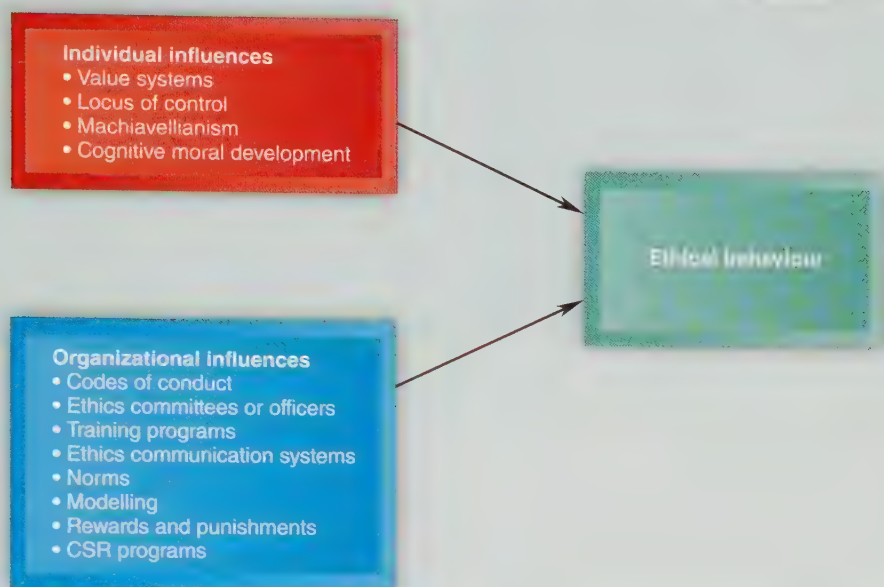 Individual influences
• Value systems
• Locus of control
• Machiavellianism
• Cognitive moral development
Ethical behaviour
Organizational influences
• Codes of conduct
• Ethics committees or officers
• Training programs
• Ethics communication systems
• Norms
• Modelling
• Rewards and punishments
• CSR programs